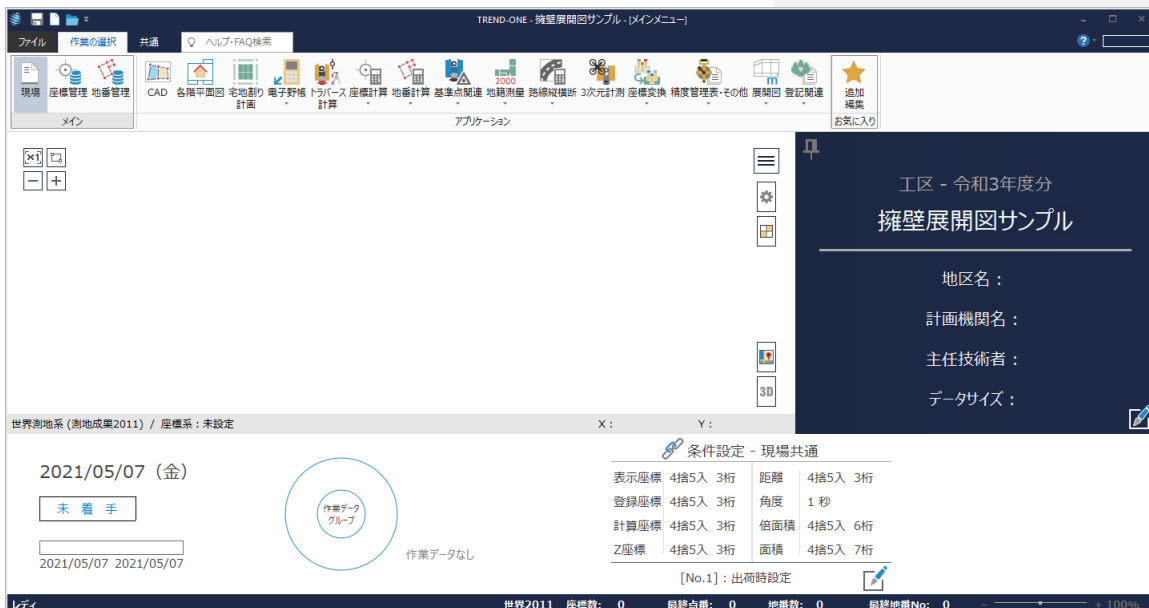 TREND-ONE - 擁壁展開図サンプル - [メインメニュー]
ファイル 作業の選択 共通 ヘルプ・FAQ検索
現場 座標管理 地番管理 CAD 各階平面図 宅地割り計画 電子野帳 トラバース計算 座標計算 地番計算 基準点関連 地籍測量 路線縦横断 3次元計測 座標変換 精度管理表・その他 展開図 登記関連 追加編集
メイン アプリケーション お気に入り
工区 - 令和3年度分
擁壁展開図サンプル
地区名：
計画機関名：
主任技術者：
データサイズ：
3D
世界測地系 (測地成果2011) / 座標系：未設定 X： Y：
2021/05/07（金）
未着手
2021/05/07 2021/05/07
作業データ
グループ
作業データなし
条件設定 - 現場共通
表示座標 4捨5入 3桁 距離 4捨5入 3桁
登録座標 4捨5入 3桁 角度 1 秒
計算座標 4捨5入 3桁 倍面積 4捨5入 6桁
Z座標 4捨5入 3桁 面積 4捨5入 7桁
[No.1]：出荷時設定
レディ 世界2011 座標数： 0 最終点番： 0 地番数： 0 最終地番No： 0 － + 100%